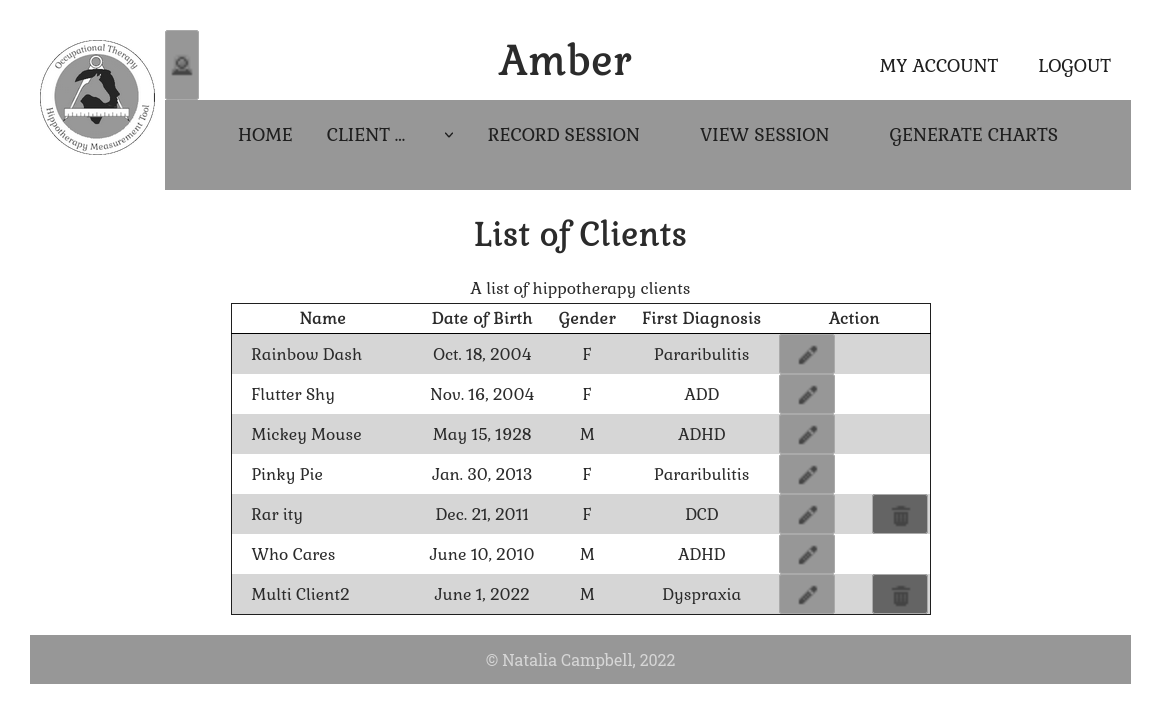 Occupational Therapy
Hippotherapy Measurement Tool
Amber
MY ACCOUNT LOGOUT
HOME CLIENT ... RECORD SESSION VIEW SESSION GENERATE CHARTS
List of Clients
A list of hippotherapy clients
Name Date of Birth Gender First Diagnosis Action
Rainbow Dash Oct. 18, 2004 F Pararibulitis
Flutter Shy Nov. 16, 2004 F ADD
Mickey Mouse May 15, 1928 M ADHD
Pinky Pie Jan. 30, 2013 F Pararibulitis
Rar ity Dec. 21, 2011 F DCD
Who Cares June 10, 2010 M ADHD
Multi Client2 June 1, 2022 M Dyspraxia
© Natalia Campbell, 2022